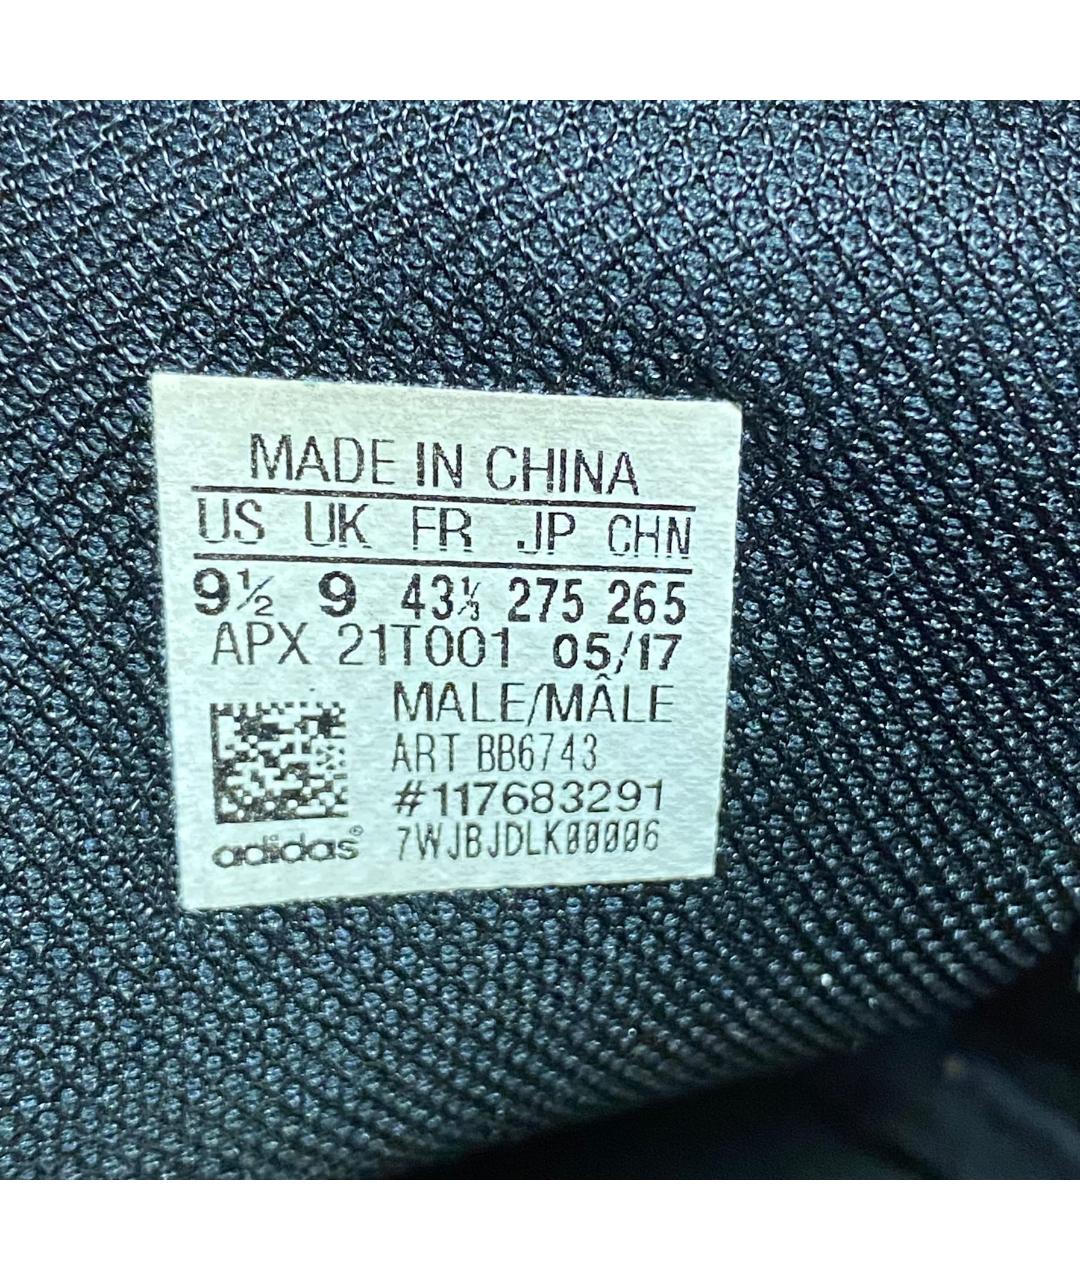 MADE IN CHINA
US UK FR JP CHN
9½ 9 43⅓ 275 265
APX 21T001 05/17
MALE/MÂLE
ART BB6743
#117683291
adidas® 7WJBJDLK00006